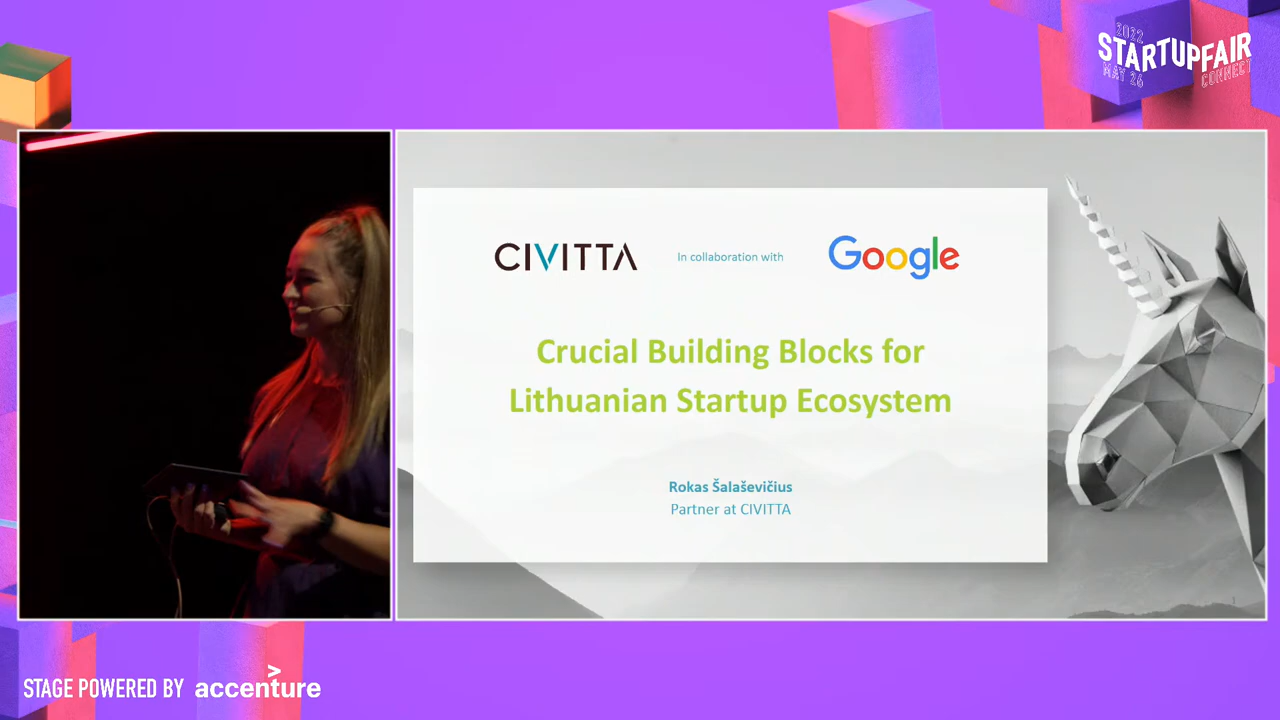 2022
STARTUPFAIR
MAY 26
CONNECT
CIVITTA
In collaboration with
Google
Crucial Building Blocks for
Lithuanian Startup Ecosystem
Rokas Šalaševičius
Partner at CIVITTA
STAGE POWERED BY accenture